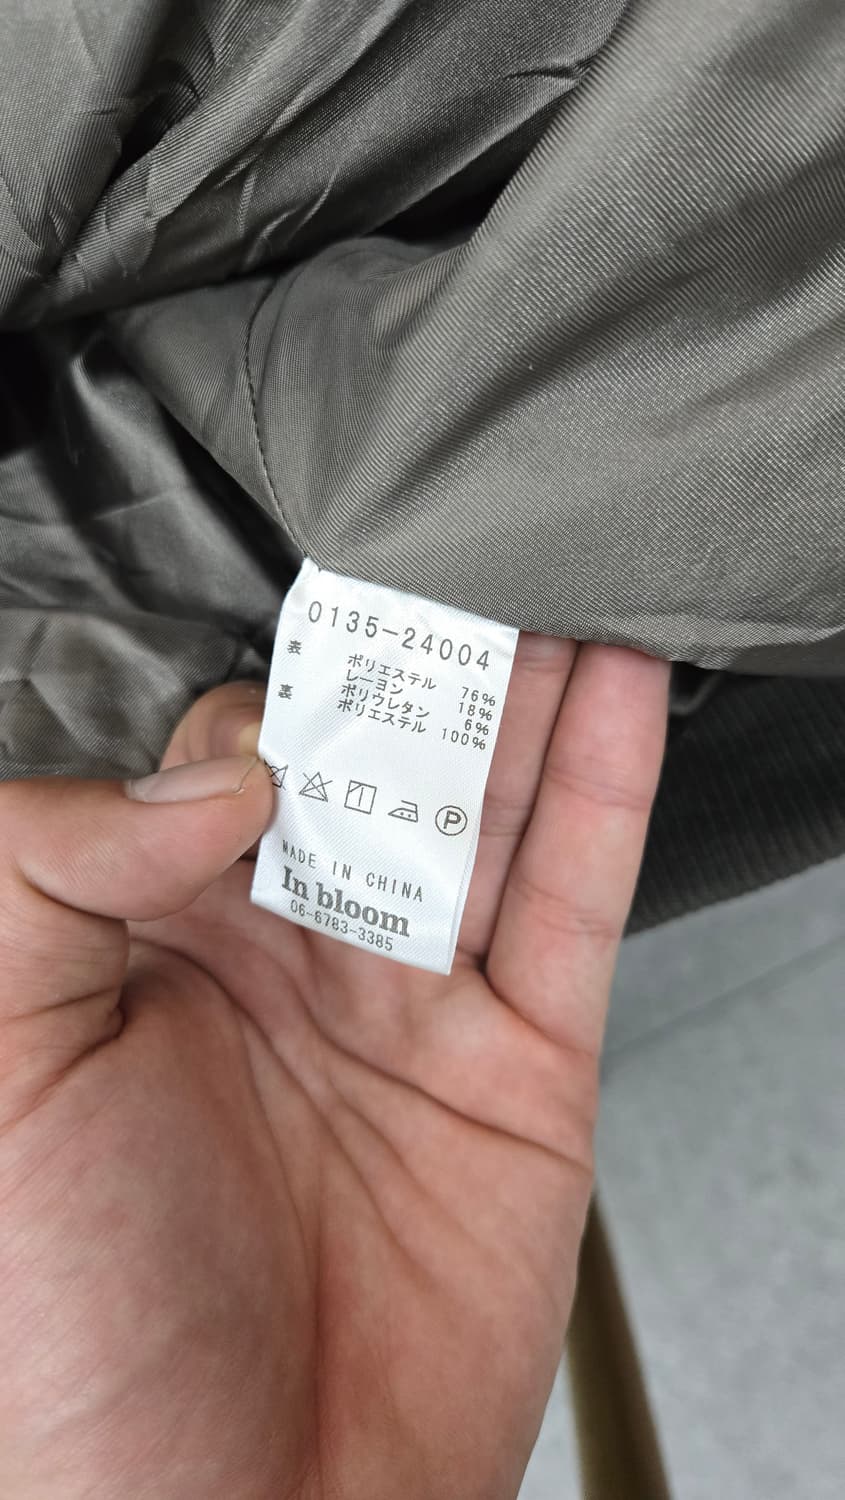 0135-24004
表 ポリエステル 76%
レーヨン 18%
裏 ポリウレタン 6%
ポリエステル 100%
P
MADE IN CHINA
In bloom
06-6783-3385